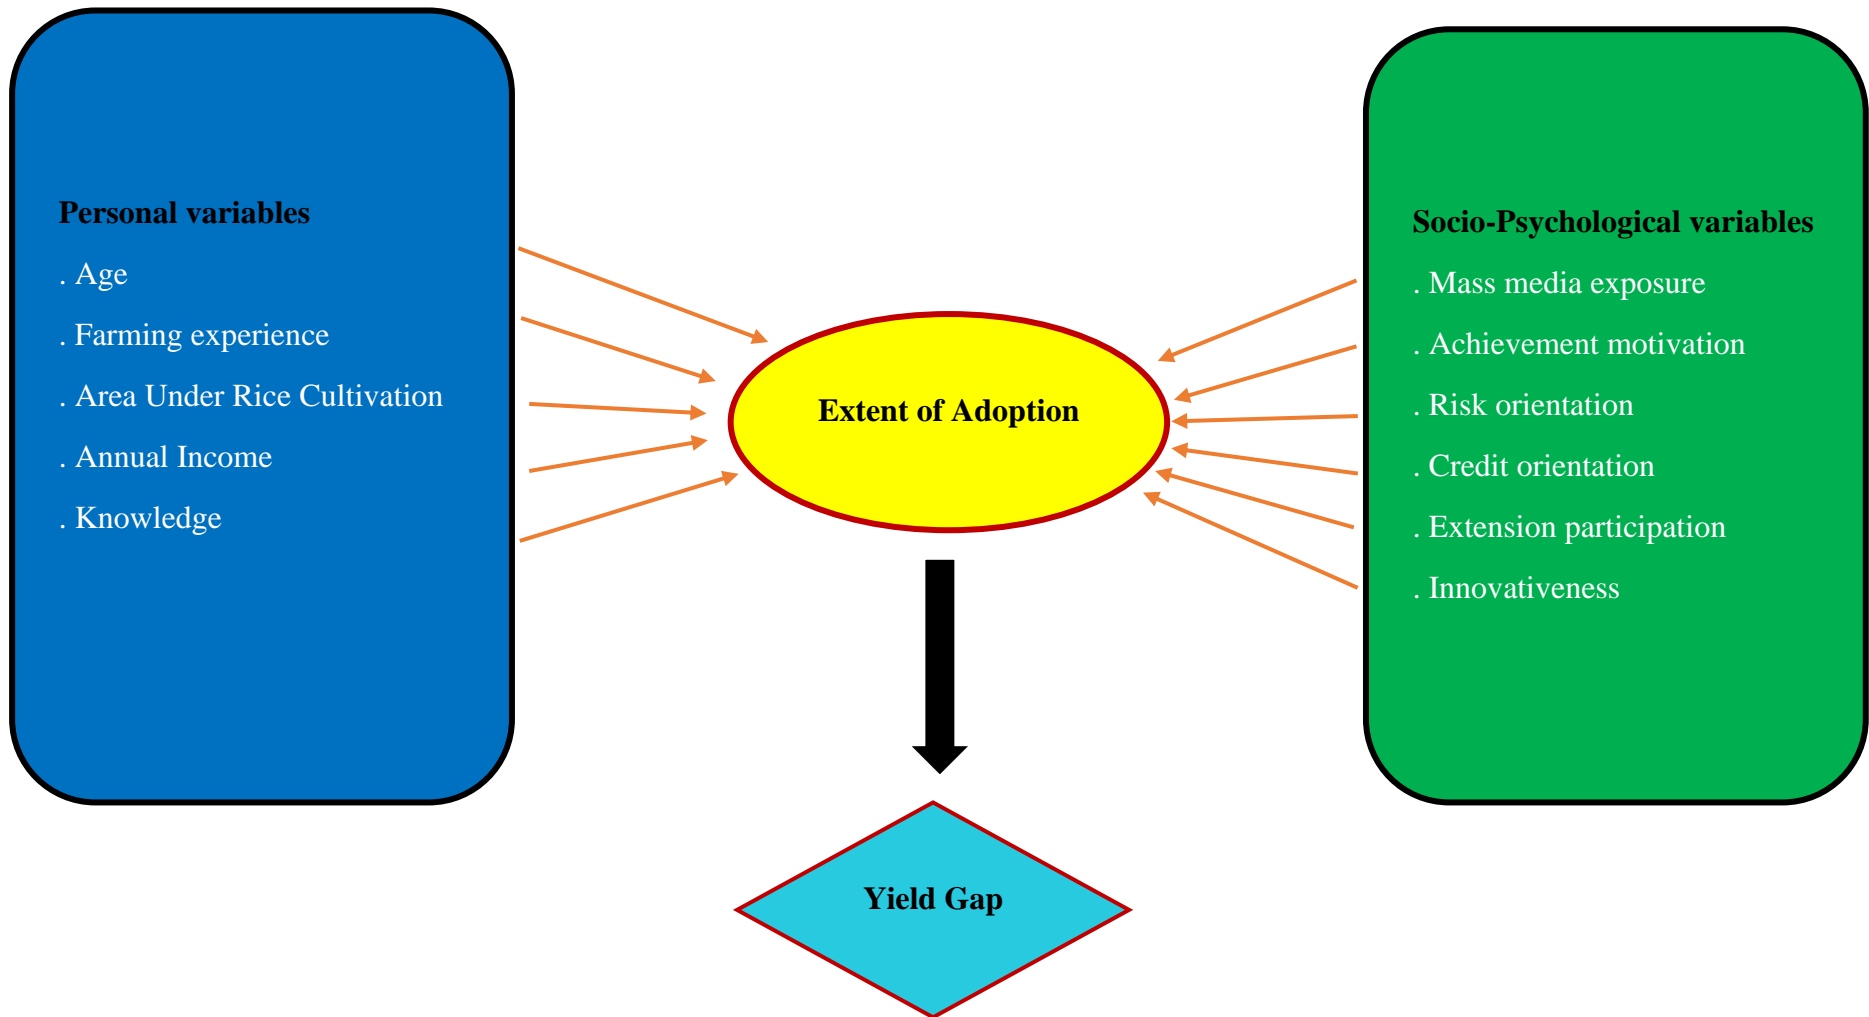 Personal variables
. Age
. Farming experience
. Area Under Rice Cultivation
. Annual Income
. Knowledge
Extent of Adoption
Yield Gap
Socio-Psychological variables
. Mass media exposure
. Achievement motivation
. Risk orientation
. Credit orientation
. Extension participation
. Innovativeness